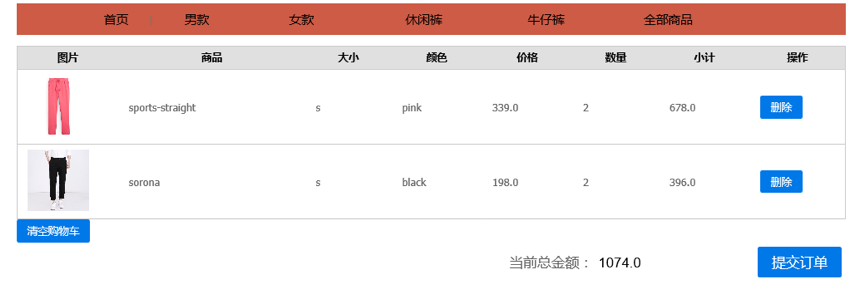 首页 男款 女款 休闲裤 牛仔裤 全部商品
图片 商品 大小 颜色 价格 数量 小计 操作
sports-straight s pink 339.0 2 678.0 删除
sorona s black 198.0 2 396.0 删除
清空购物车
当前总金额： 1074.0 提交订单